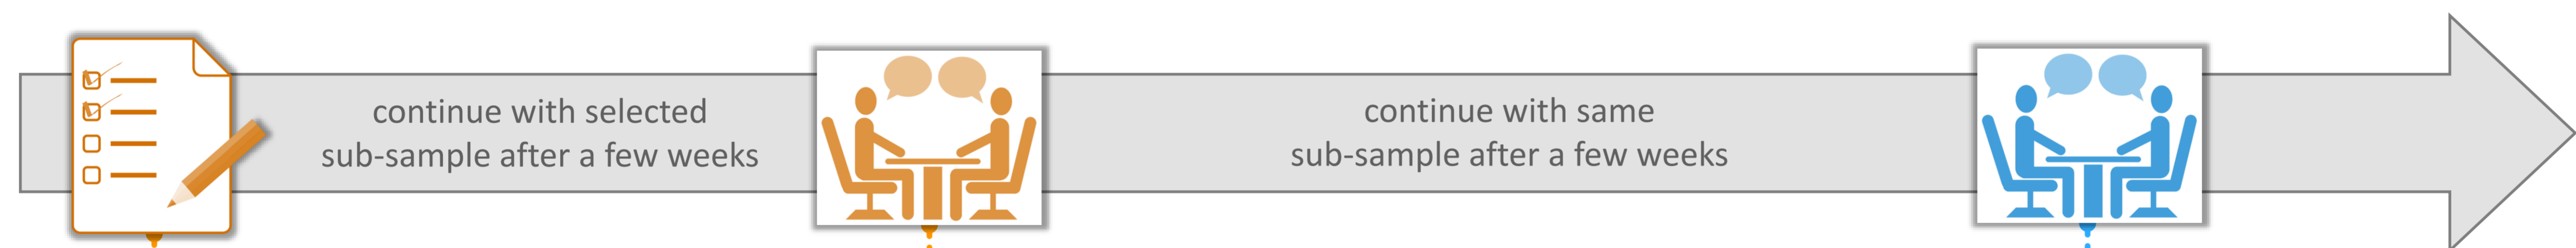 continue with selected
sub-sample after a few weeks
continue with same
sub-sample after a few weeks